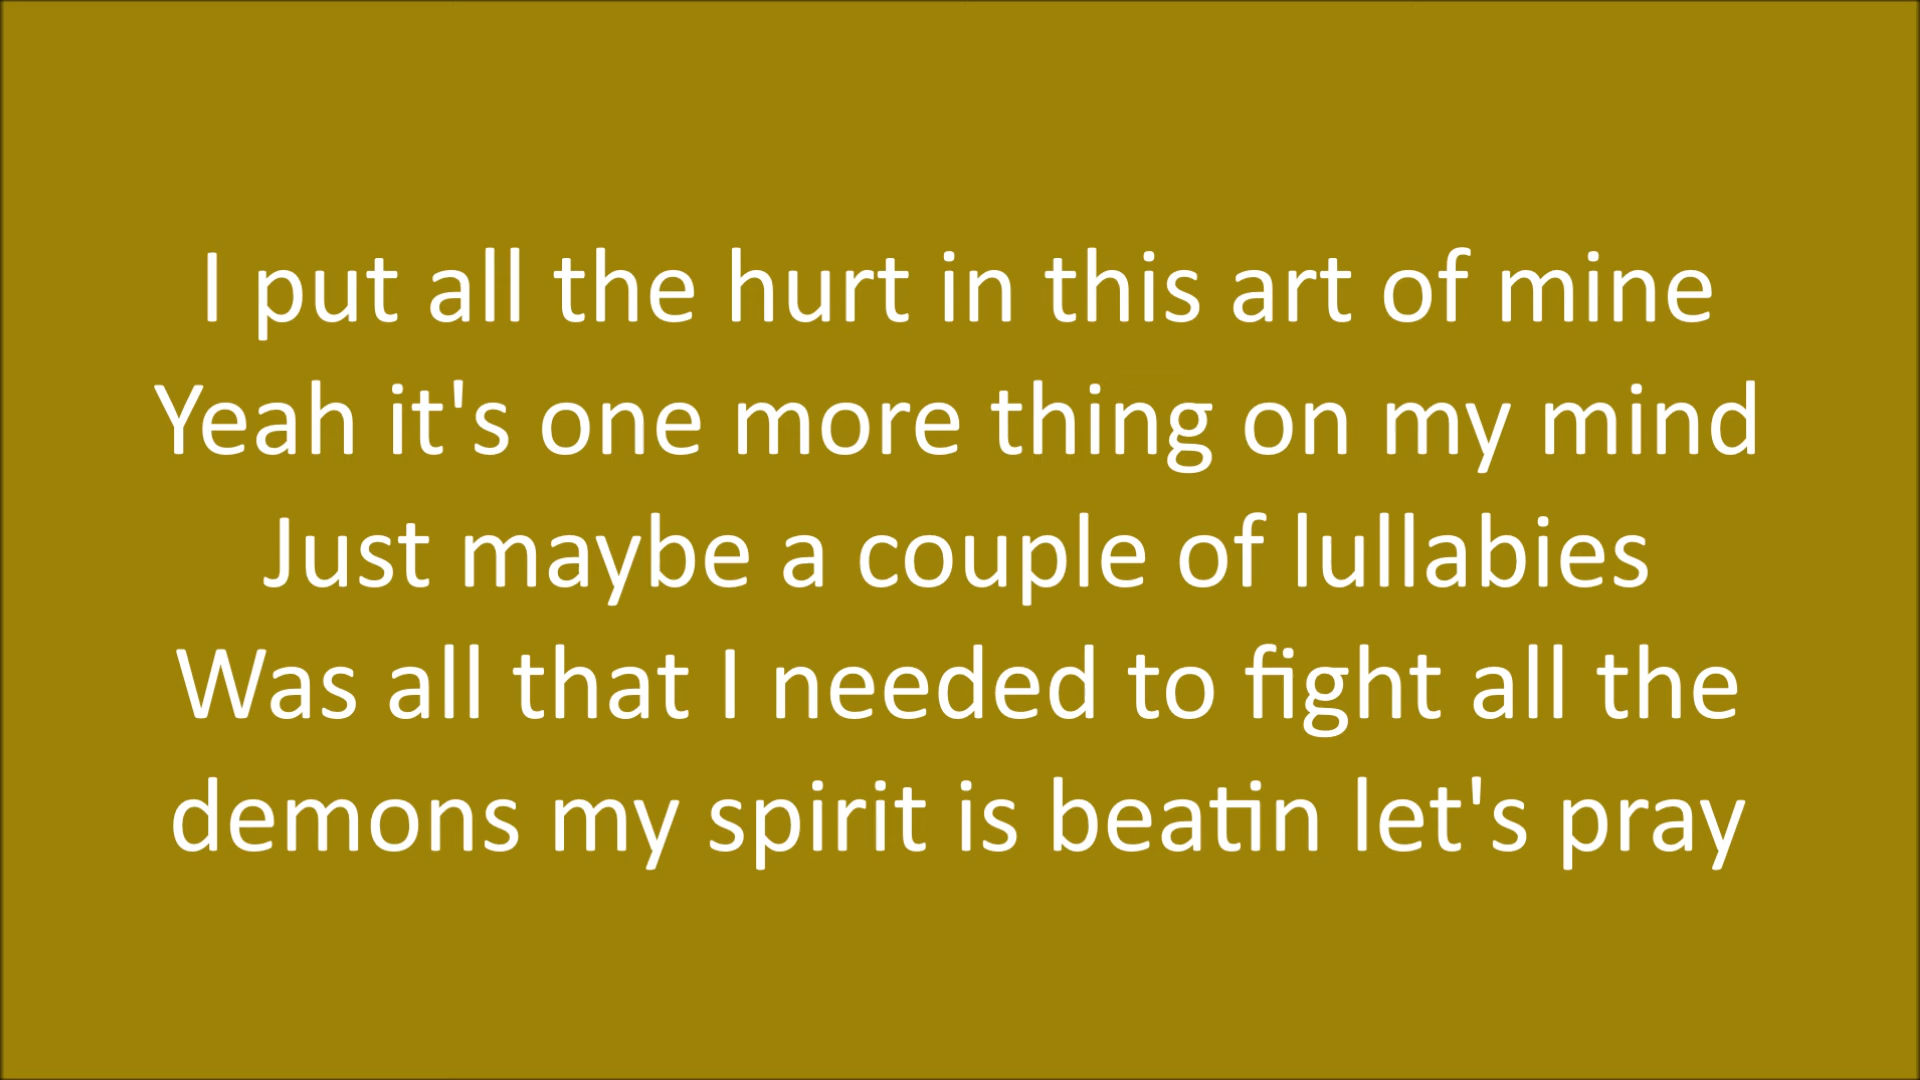 I put all the hurt in this art of mine
Yeah it's one more thing on my mind
Just maybe a couple of lullabies
Was all that I needed to fight all the
demons my spirit is beatin let's pray